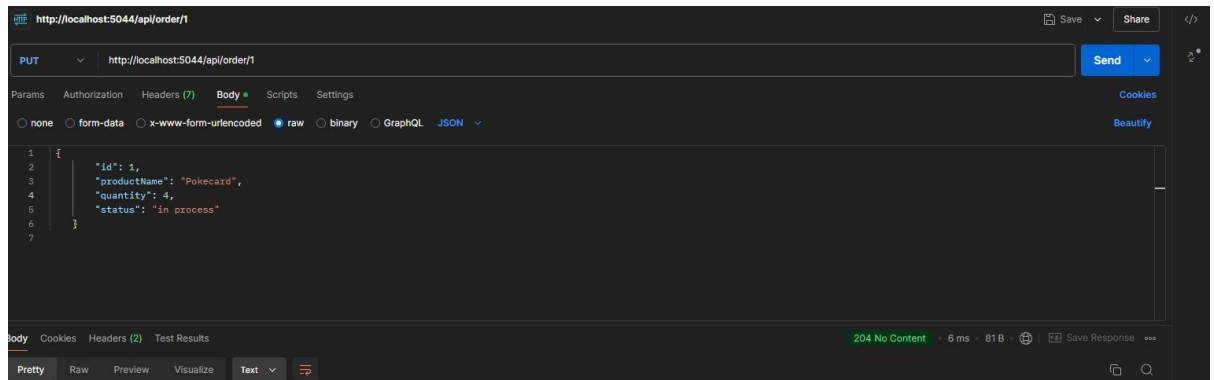 HTTP http://localhost:5044/api/order/1 Save Share </>
PUT http://localhost:5044/api/order/1 Send
Params Authorization Headers (7) Body Scripts Settings Cookies
none form-data x-www-form-urlencoded raw binary GraphQL JSON Beautify
1 {
2 "id": 1,
3 "productName": "Pokecard",
4 "quantity": 4,
5 "status": "in process"
6 }
7
Body Cookies Headers (2) Test Results 204 No Content 6 ms 81 B Save Response
Pretty Raw Preview Visualize Text